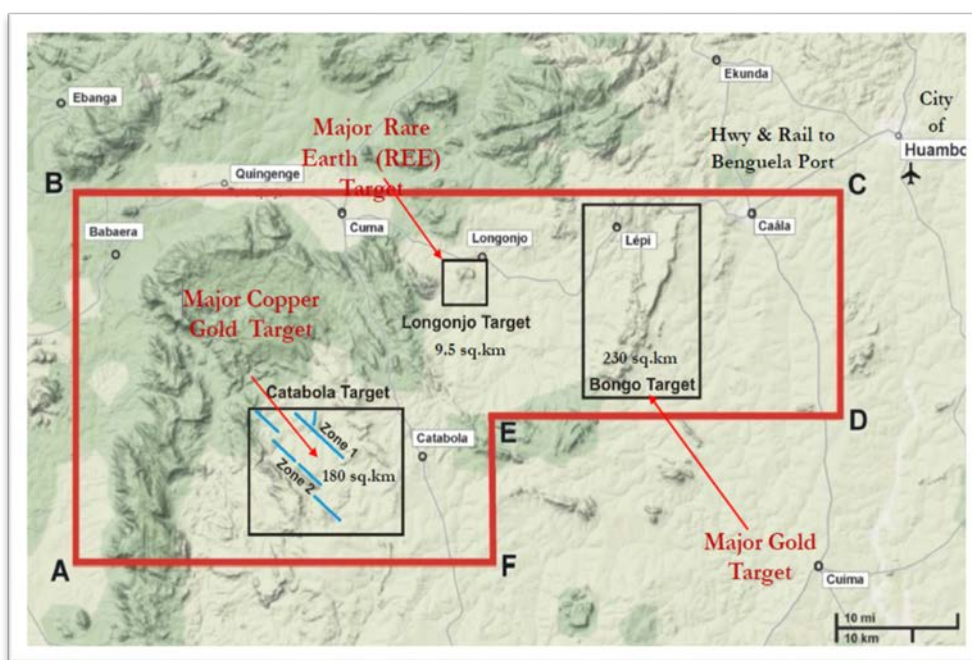 Ekunda
Ebanga
City
of
Huambo
Major Rare
Earth (REE)
Target
Hwy & Rail to
Benguela Port
Quingenge
B
C
Cuma
Caála
Babaera
Lépi
Longonjo
Major Copper
Gold Target
Longonjo Target
9.5 sq.km
230 sq.km
Bongo Target
Catabola Target
D
E
Catabola
Zone 1
Zone 2
180 sq.km
Major Gold
Target
A
F
Cuima
10 mi
10 km